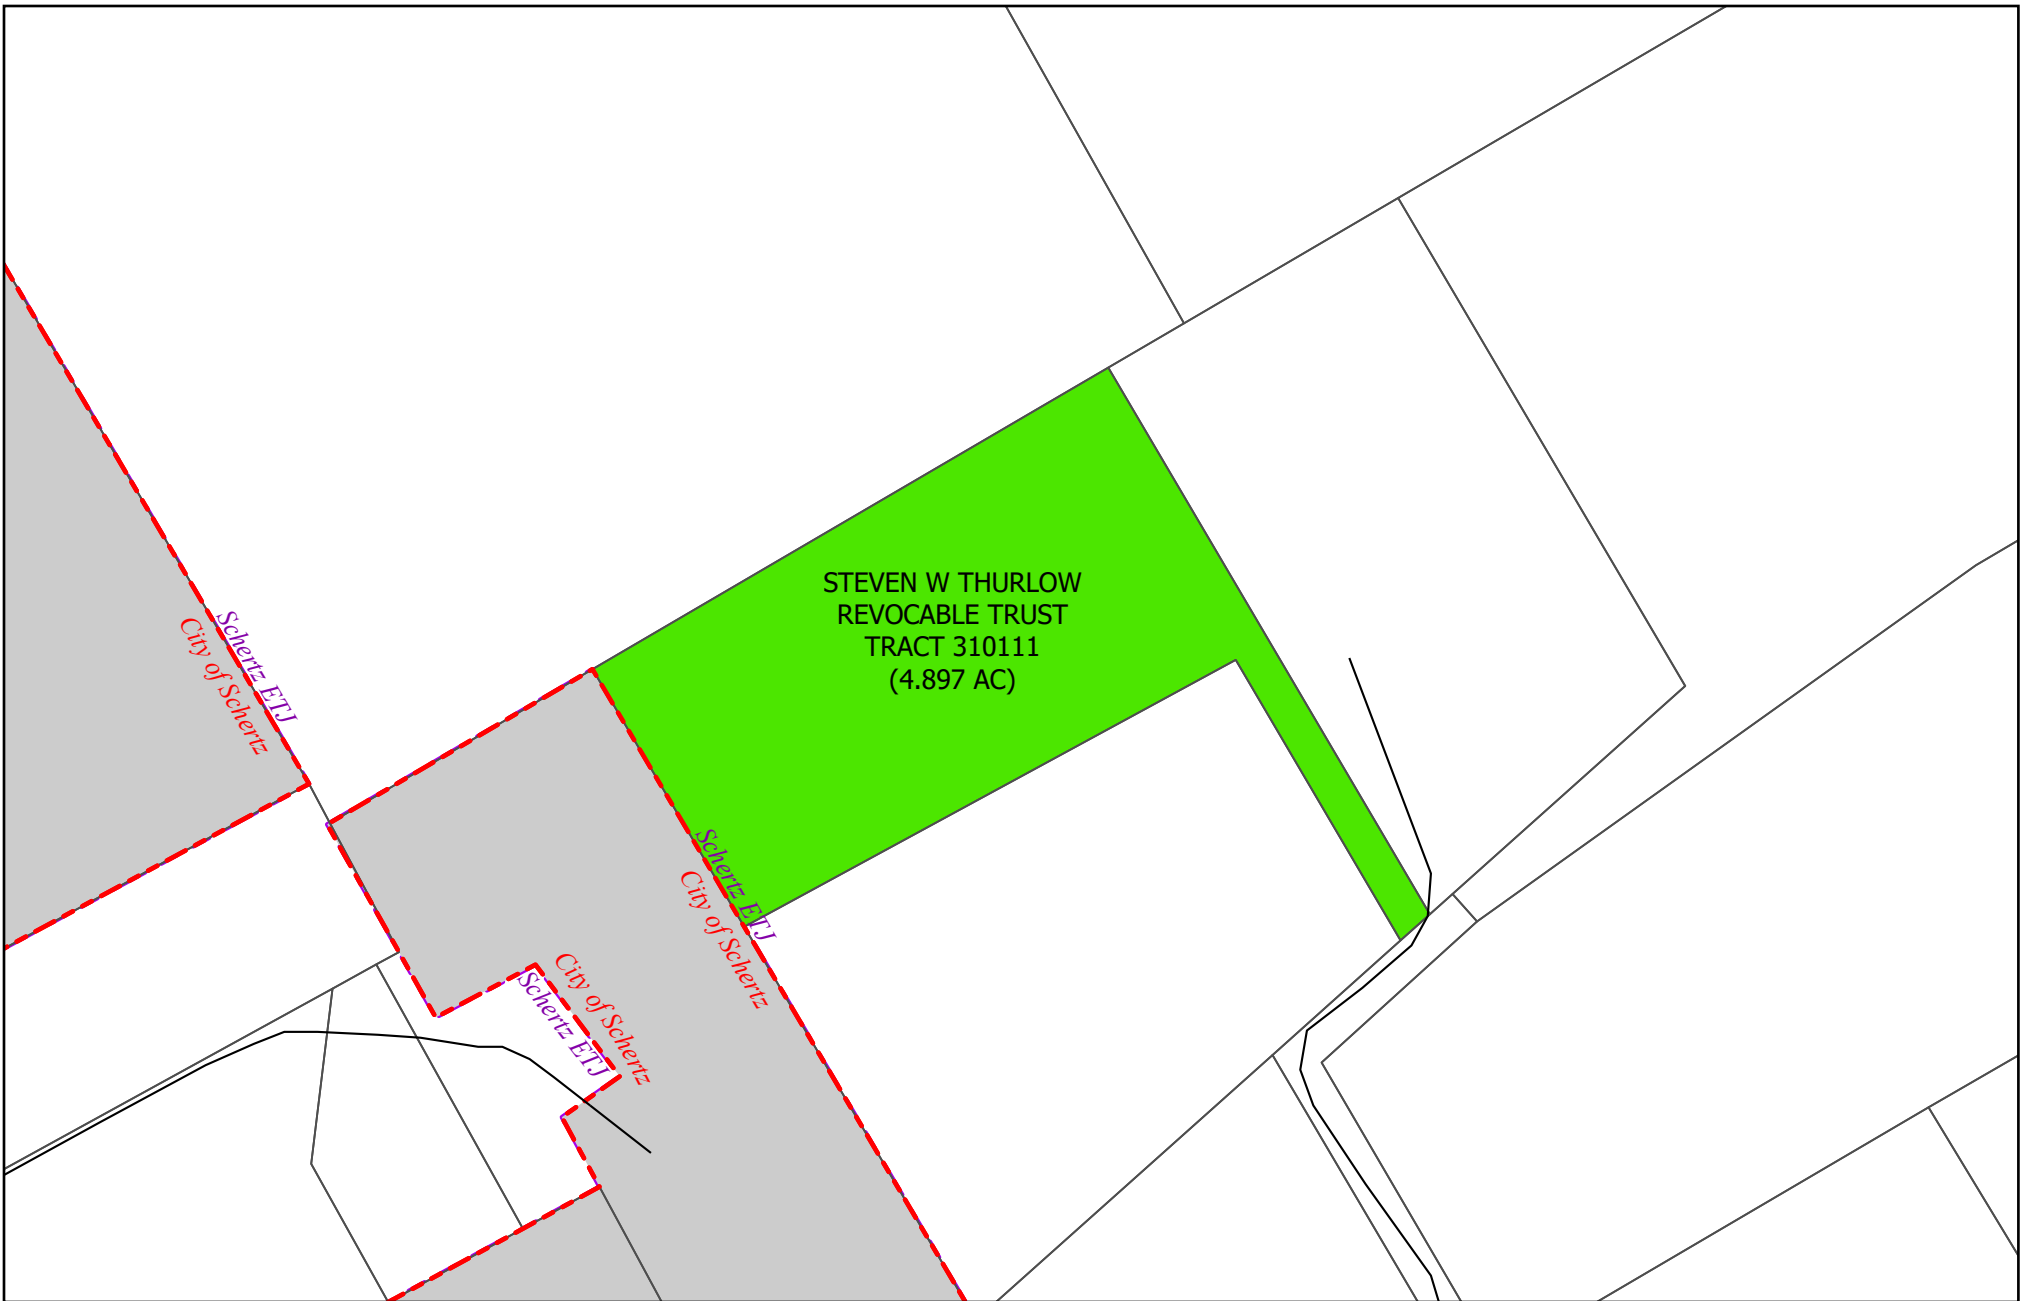 STEVEN W THURLOW
REVOCABLE TRUST
TRACT 310111
(4.897 AC)
Schertz ETJ
City of Schertz
Schertz ETJ
City of Schertz
City of Schertz
Schertz ETJ